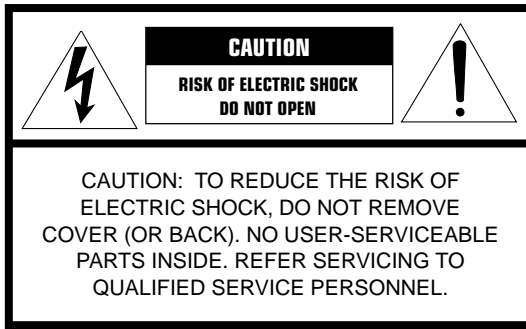 CAUTION
RISK OF ELECTRIC SHOCK
DO NOT OPEN
CAUTION: TO REDUCE THE RISK OF
ELECTRIC SHOCK, DO NOT REMOVE
COVER (OR BACK). NO USER-SERVICEABLE
PARTS INSIDE. REFER SERVICING TO
QUALIFIED SERVICE PERSONNEL.